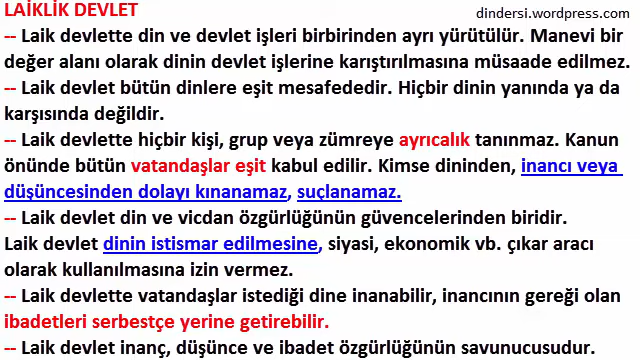 LAİKLİK DEVLET
dindersi.wordpress.com
-- Laik devlette din ve devlet işleri birbirinden ayrı yürütülür. Manevi bir
değer alanı olarak dinin devlet işlerine karıştırılmasına müsaade edilmez.
-- Laik devlet bütün dinlere eşit mesafededir. Hiçbir dinin yanında ya da
karşısında değildir.
-- Laik devlette hiçbir kişi, grup veya zümreye ayrıcalık tanınmaz. Kanun
önünde bütün vatandaşlar eşit kabul edilir. Kimse dininden, inancı veya
düşüncesinden dolayı kınanamaz, suçlanamaz.
-- Laik devlet din ve vicdan özgürlüğünün güvencelerinden biridir.
Laik devlet dinin istismar edilmesine, siyasi, ekonomik vb. çıkar aracı
olarak kullanılmasına izin vermez.
-- Laik devlette vatandaşlar istediği dine inanabilir, inancının gereği olan
ibadetleri serbestçe yerine getirebilir.
-- Laik devlet inanç, düşünce ve ibadet özgürlüğünün savunucusudur.